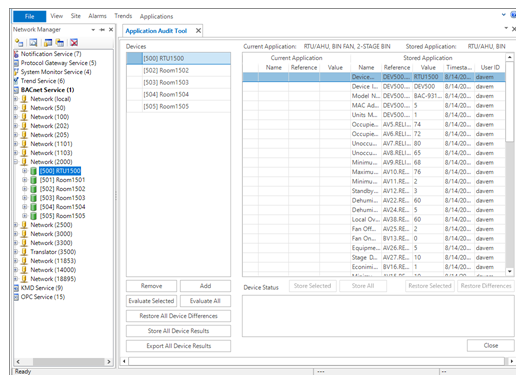 File View Site Alarms Trends Applications
Network Manager
Notification Service (7)
Protocol Gateway Service (5)
System Monitor Service (4)
Trend Service (6)
BACnet Service (1)
Network (local)
Network (50)
Network (100)
Network (202)
Network (205)
Network (1101)
Network (1103)
Network (2000)
[500] RTU1500
[501] Room1501
[502] Room1502
[503] Room1503
[504] Room1504
[505] Room1505
Network (2500)
Network (3000)
Network (3300)
Translator (3500)
Network (11853)
Network (14000)
Network (18895)
KMD Service (9)
OPC Service (15)
Application Audit Tool
Devices
[500] RTU1500
[502] Room1502
[503] Room1503
[504] Room1504
[505] Room1505
Remove Add
Evaluate Selected Evaluate All
Restore All Device Differences
Store All Device Results
Export All Device Results
Current Application: RTU/AHU, BIN FAN, 2-STAGE BIN Stored Application: RTU/AHU, BIN
Current Application Stored Application
Name Reference Value Name Reference Value Timesta... User ID
Device... DEV500.... RTU1500 8/14/20... davem
Device I... DEV500.... DEV500 8/14/20... davem
Model N... DEV500.... BAC-931... 8/14/20... davem
MAC Ad... DEV500.... 5 8/14/20... davem
Units M... DEV500.... 1 8/14/20... davem
Occupie... AV5.RELI... 74 8/14/20... davem
Occupie... AV6.RELI... 72 8/14/20... davem
Unoccu... AV7.RELI... 80 8/14/20... davem
Unoccu... AV8.RELI... 65 8/14/20... davem
Minimu... AV9.RELI... 68 8/14/20... davem
Maximu... AV10.RE... 76 8/14/20... davem
Minimu... AV11.RE... 2 8/14/20... davem
Standby... AV12.RE... 3 8/14/20... davem
Dehumi... AV22.RE... 60 8/14/20... davem
Dehumi... AV24.RE... 5 8/14/20... davem
Local Ov... AV38.RE... 60 8/14/20... davem
Fan Off... AV25.RE... 2 8/14/20... davem
Fan On... BV13.RE... 0 8/14/20... davem
Equipme... AV26.RE... 5 8/14/20... davem
Stage D... AV27.RE... 10 8/14/20... davem
Econimi... BV16.RE... 1 8/14/20... davem
Device Status Store Selected Store All Restore Selected Restore Differences
Close
Ready --- --